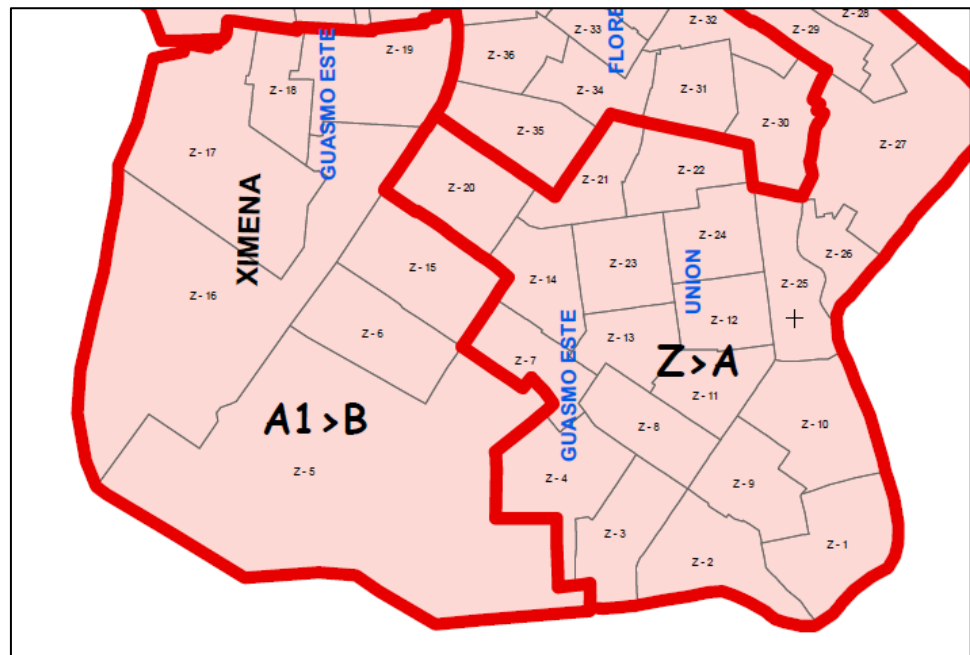 Z - 28
Z - 32
Z - 33
Z - 29
FLORE
Z - 19
Z - 36
GUASMO ESTE
Z - 18
Z - 34
Z - 31
Z - 30
Z - 35
Z - 27
Z - 17
Z - 22
Z - 21
Z - 20
XIMENA
Z - 24
Z - 26
Z - 15
Z - 23
Z - 14
Z - 25
UNION
Z - 16
Z - 12
Z - 6
Z - 13
Z - 7
Z>A
GUASMO ESTE
Z - 11
A1>B
Z - 10
Z - 8
Z - 5
Z - 4
Z - 9
Z - 3
Z - 1
Z - 2